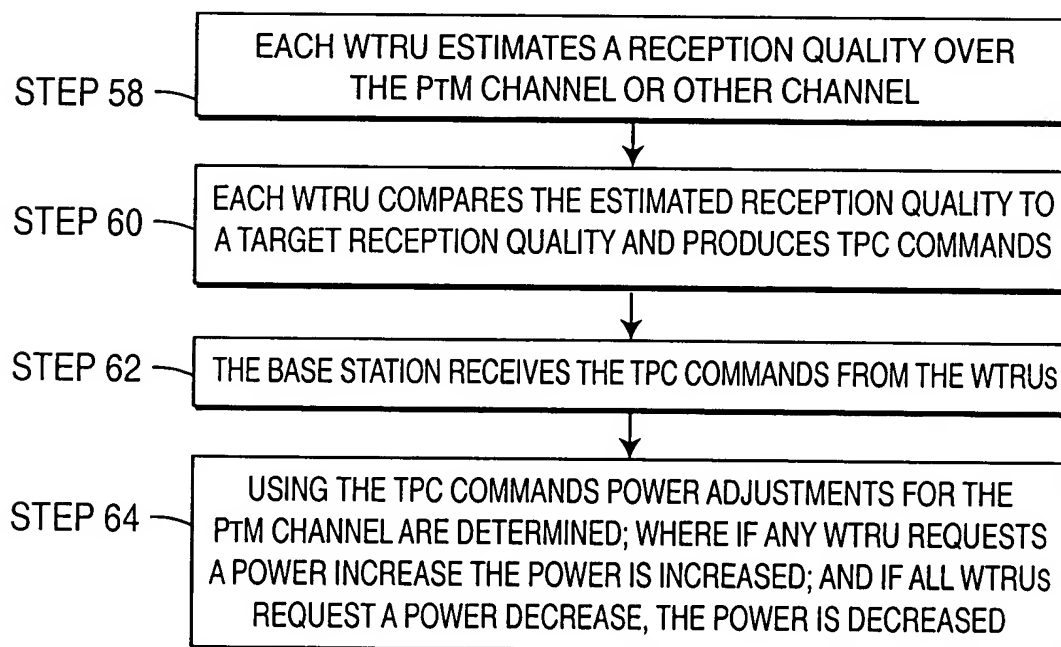 STEP 58
EACH WTRU ESTIMATES A RECEPTION QUALITY OVER
THE PTM CHANNEL OR OTHER CHANNEL
STEP 60
EACH WTRU COMPARES THE ESTIMATED RECEPTION QUALITY TO
A TARGET RECEPTION QUALITY AND PRODUCES TPC COMMANDS
STEP 62
THE BASE STATION RECEIVES THE TPC COMMANDS FROM THE WTRUs
STEP 64
USING THE TPC COMMANDS POWER ADJUSTMENTS FOR THE
PTM CHANNEL ARE DETERMINED; WHERE IF ANY WTRU REQUESTS
A POWER INCREASE THE POWER IS INCREASED; AND IF ALL WTRUS
REQUEST A POWER DECREASE, THE POWER IS DECREASED